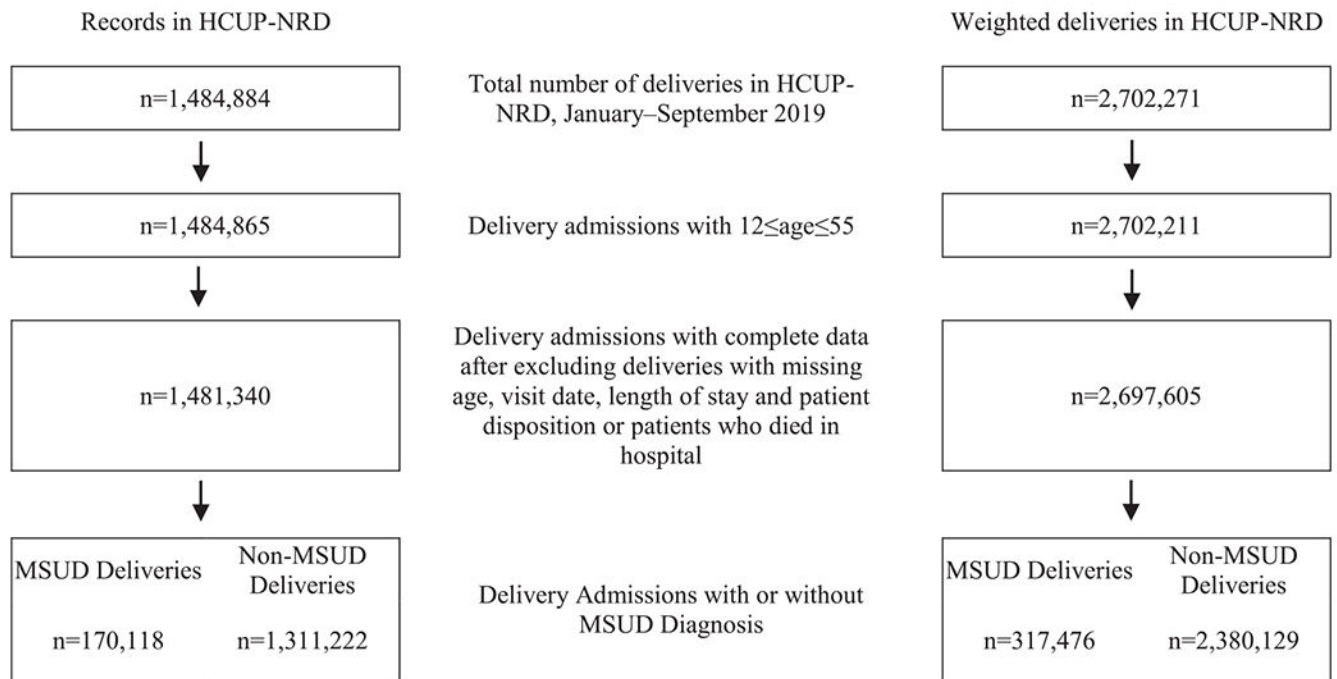 Records in HCUP-NRD
Weighted deliveries in HCUP-NRD
n=1,484,884
Total number of deliveries in HCUP-
NRD, January–September 2019
n=2,702,271
n=1,484,865
Delivery admissions with 12≤age≤55
n=2,702,211
n=1,481,340
Delivery admissions with complete data
after excluding deliveries with missing
age, visit date, length of stay and patient
disposition or patients who died in
hospital
n=2,697,605
MSUD Deliveries
Non-MSUD
Deliveries
n=170,118
n=1,311,222
Delivery Admissions with or without
MSUD Diagnosis
MSUD Deliveries
Non-MSUD
Deliveries
n=317,476
n=2,380,129